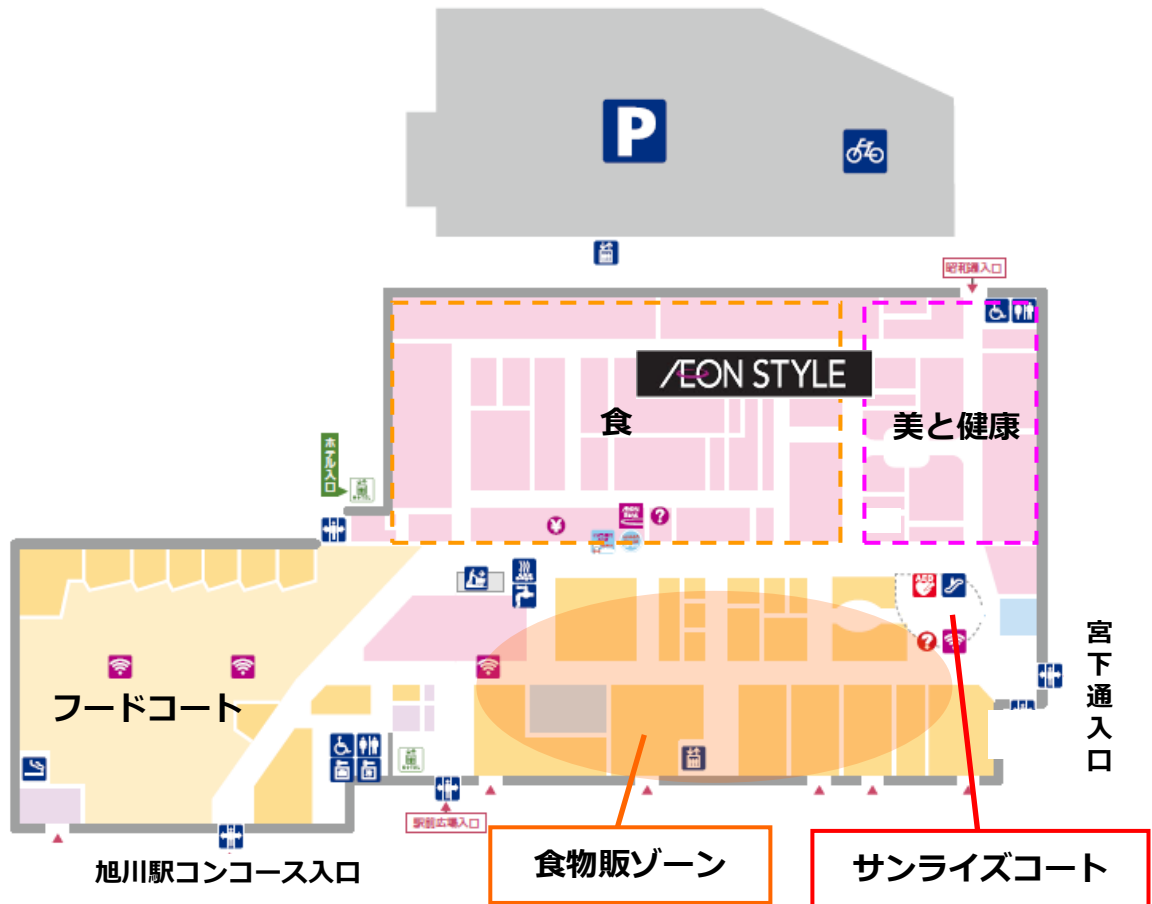 P
昭和通入口
ÆON STYLE
食
美と健康
ホテル入口
AED
フードコート
宮下通入口
駅前広場入口
旭川駅コンコース入口
食物販ゾーン
サンライズコート